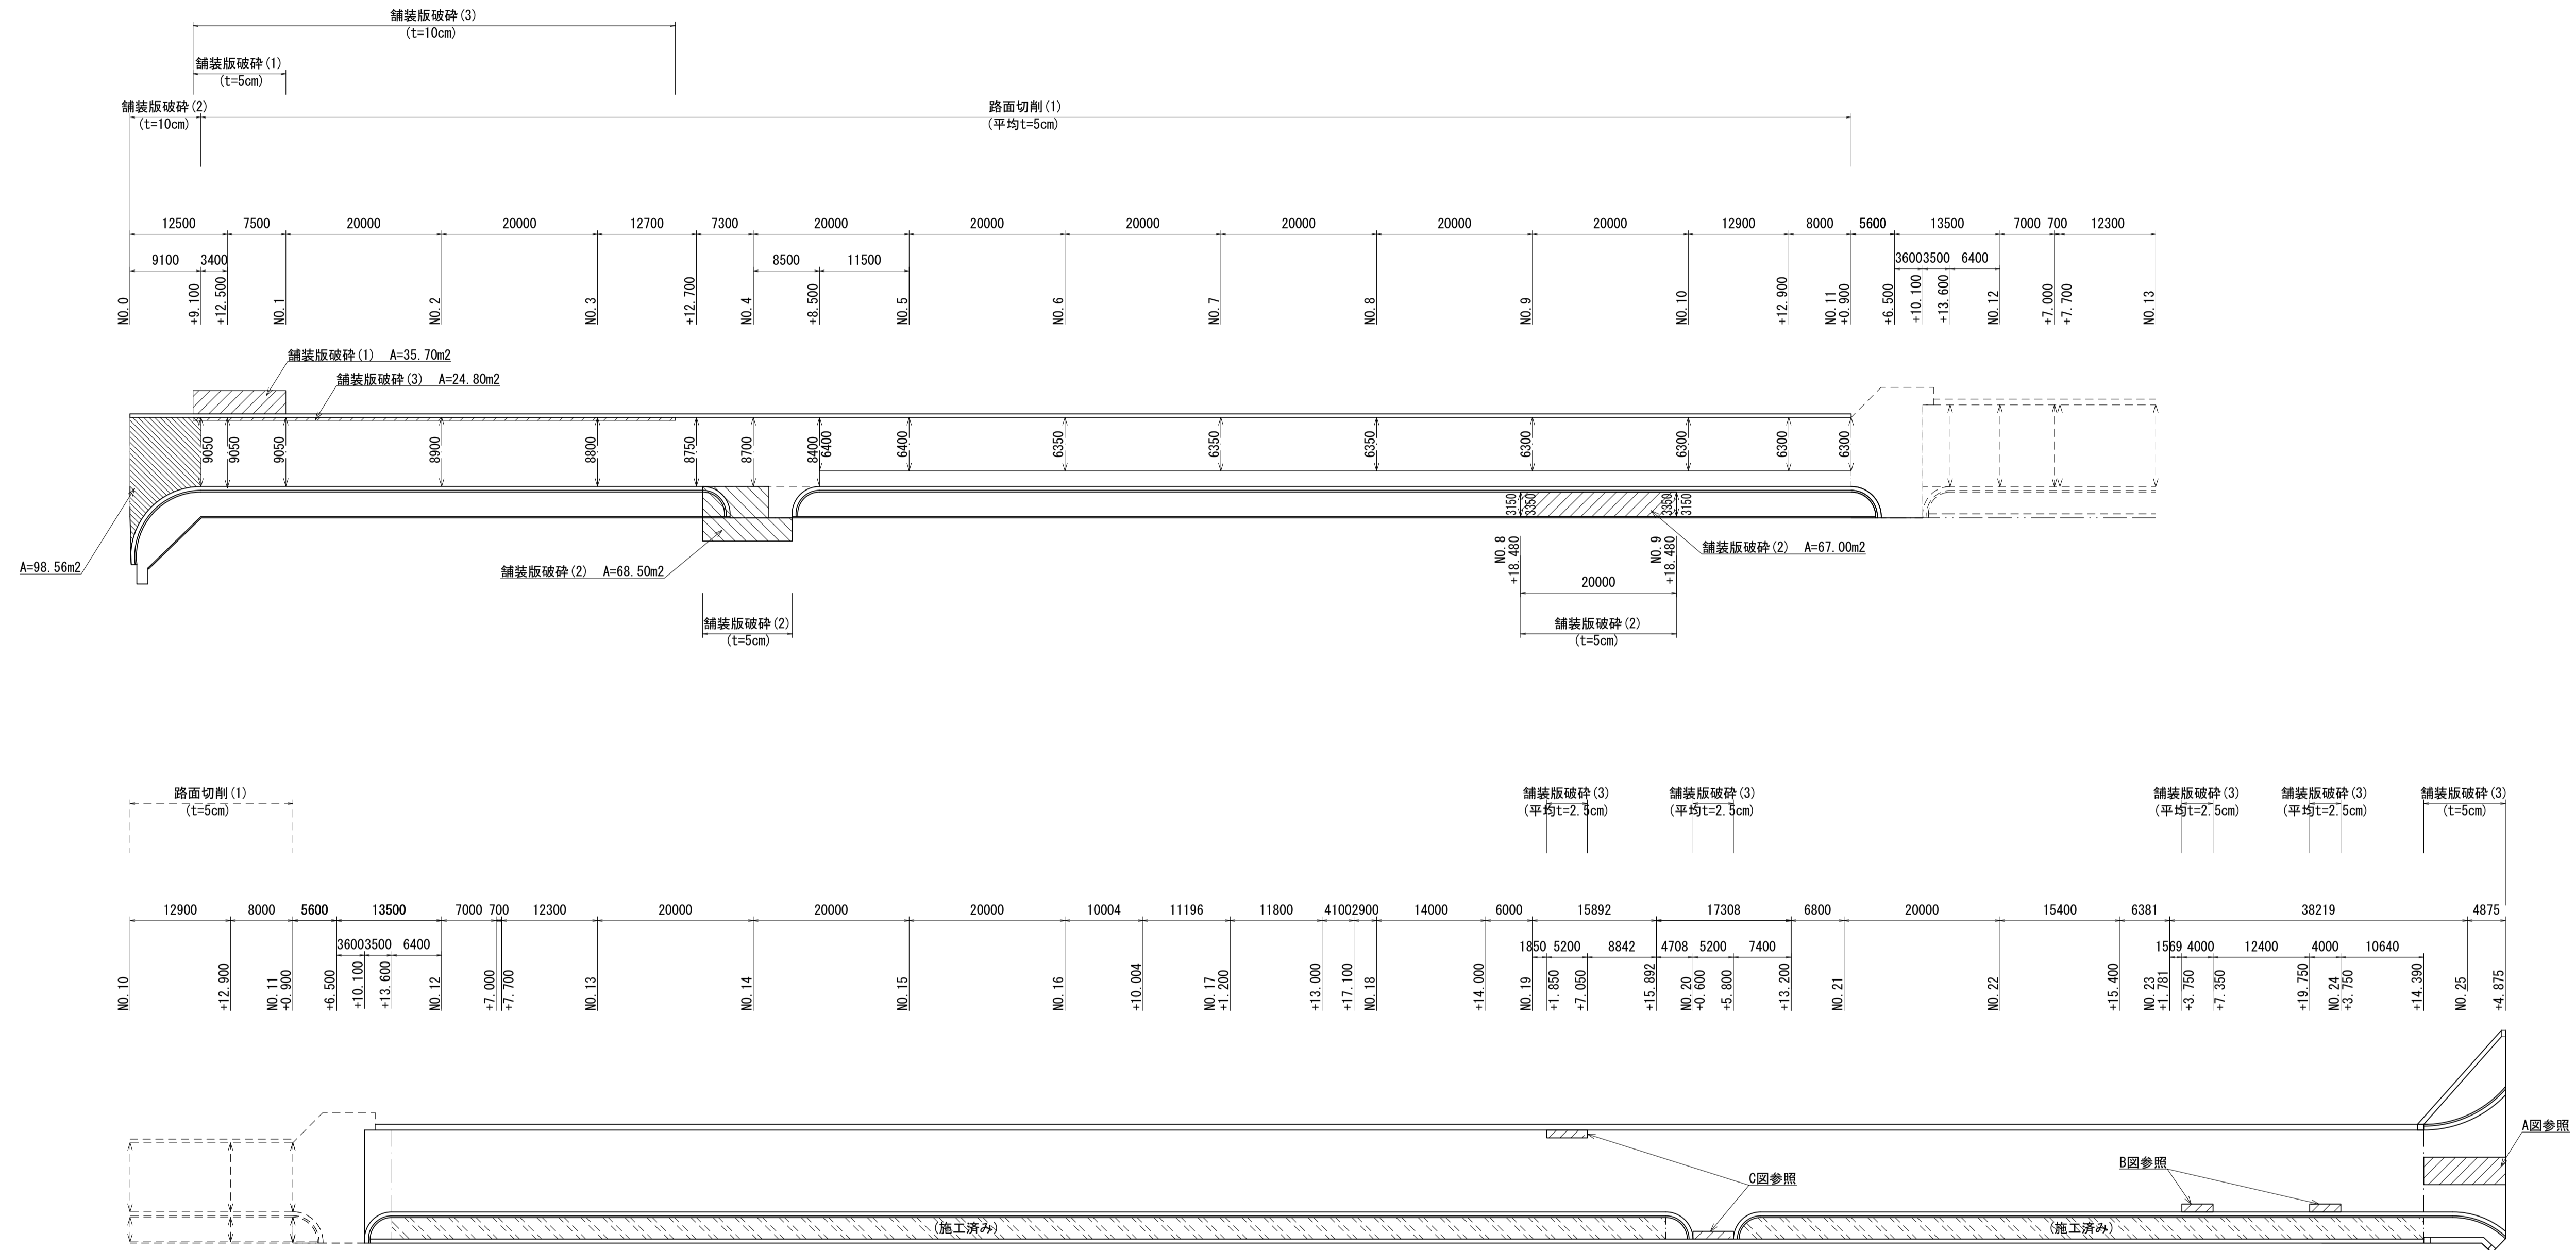 舗装版破砕(3)
(t=10cm)
舗装版破砕(1)
(t=5cm)
舗装版破砕(2)
(t=10cm)
路面切削(1)
(平均t=5cm)
12500 7500 20000 20000 12700 7300 20000 20000 20000 20000 20000 20000 12900 8000 5600 13500 7000 700 12300
9100 3400 8500 11500 3600 3500 6400
NO.0 +9.100 +12.500 NO.1 NO.2 NO.3 +12.700 NO.4 +8.500 NO.5 NO.6 NO.7 NO.8 NO.9 NO.10 +12.900 NO.11 +0.900 +6.500 +10.100 +13.600 NO.12 +7.000 +7.700 NO.13
舗装版破砕(1) A=35.70m2
舗装版破砕(3) A=24.80m2
9050 9050 9050 8900 8800 8750 8700 8400 6400 6400 6350 6350 6350 6300 6300 6300 6300
3150 3350 3350 3150
A=98.56m2
舗装版破砕(2) A=68.50m2
NO.8 +18.480 NO.9 +18.480
舗装版破砕(2) A=67.00m2
20000
舗装版破砕(2)
(t=5cm)
舗装版破砕(2)
(t=5cm)
路面切削(1)
(t=5cm)
舗装版破砕(3)
(平均t=2.5cm)
舗装版破砕(3)
(平均t=2.5cm)
舗装版破砕(3)
(平均t=2.5cm)
舗装版破砕(3)
(平均t=2.5cm)
舗装版破砕(3)
(t=5cm)
12900 8000 5600 13500 7000 700 12300 20000 20000 20000 10004 11196 11800 4100 2900 14000 6000 15892 17308 6800 20000 15400 6381 38219 4875
3600 3500 6400 1850 5200 8842 4708 5200 7400 1569 4000 12400 4000 10640
NO.10 +12.900 NO.11 +0.900 +6.500 +10.100 +13.600 NO.12 +7.000 +7.700 NO.13 NO.14 NO.15 NO.16 +10.004 NO.17 +1.200 +13.000 +17.100 NO.18 +14.000 NO.19 +1.850 +7.050 +15.892 NO.20 +0.600 +5.800 +13.200 NO.21 NO.22 +15.400 NO.23 +1.781 +3.750 +7.350 +19.750 NO.24 +3.750 +14.390 NO.25 +4.875
A図参照
B図参照
C図参照
(施工済み)
(施工済み)